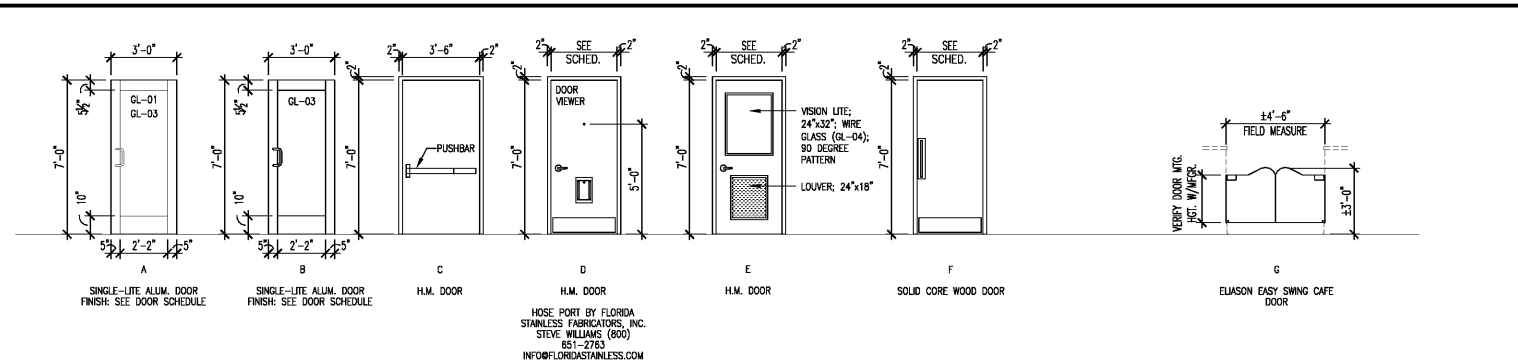 3'-0"
7'-0"
5½"
10"
GL-01
GL-03
5"
2'-2"
5"
A
SINGLE-LITE ALUM. DOOR
FINISH: SEE DOOR SCHEDULE
3'-0"
7'-0"
5½"
10"
GL-03
5"
2'-2"
5"
B
SINGLE-LITE ALUM. DOOR
FINISH: SEE DOOR SCHEDULE
2"
3'-6"
2"
2"
7'-0"
PUSHBAR
C
H.M. DOOR
2"
SEE
SCHED.
2"
2"
7'-0"
DOOR
VIEWER
5'-0"
D
H.M. DOOR
HOSE PORT BY FLORIDA
STAINLESS FABRICATORS, INC.
STEVE WILLIAMS (800)
651-2763
INFO@FLORIDASTAINLESS.COM
2"
SEE
SCHED.
2"
2"
7'-0"
VISION LITE;
24"x32"; WIRE
GLASS (GL-04);
90 DEGREE
PATTERN
LOUVER; 24"x18"
E
H.M. DOOR
2"
SEE
SCHED.
2"
2"
7'-0"
F
SOLID CORE WOOD DOOR
±4'-6"
FIELD MEASURE
VERIFY DOOR MTG.
HGT. W/MFGR.
±3'-0"
G
ELIASON EASY SWING CAFE
DOOR